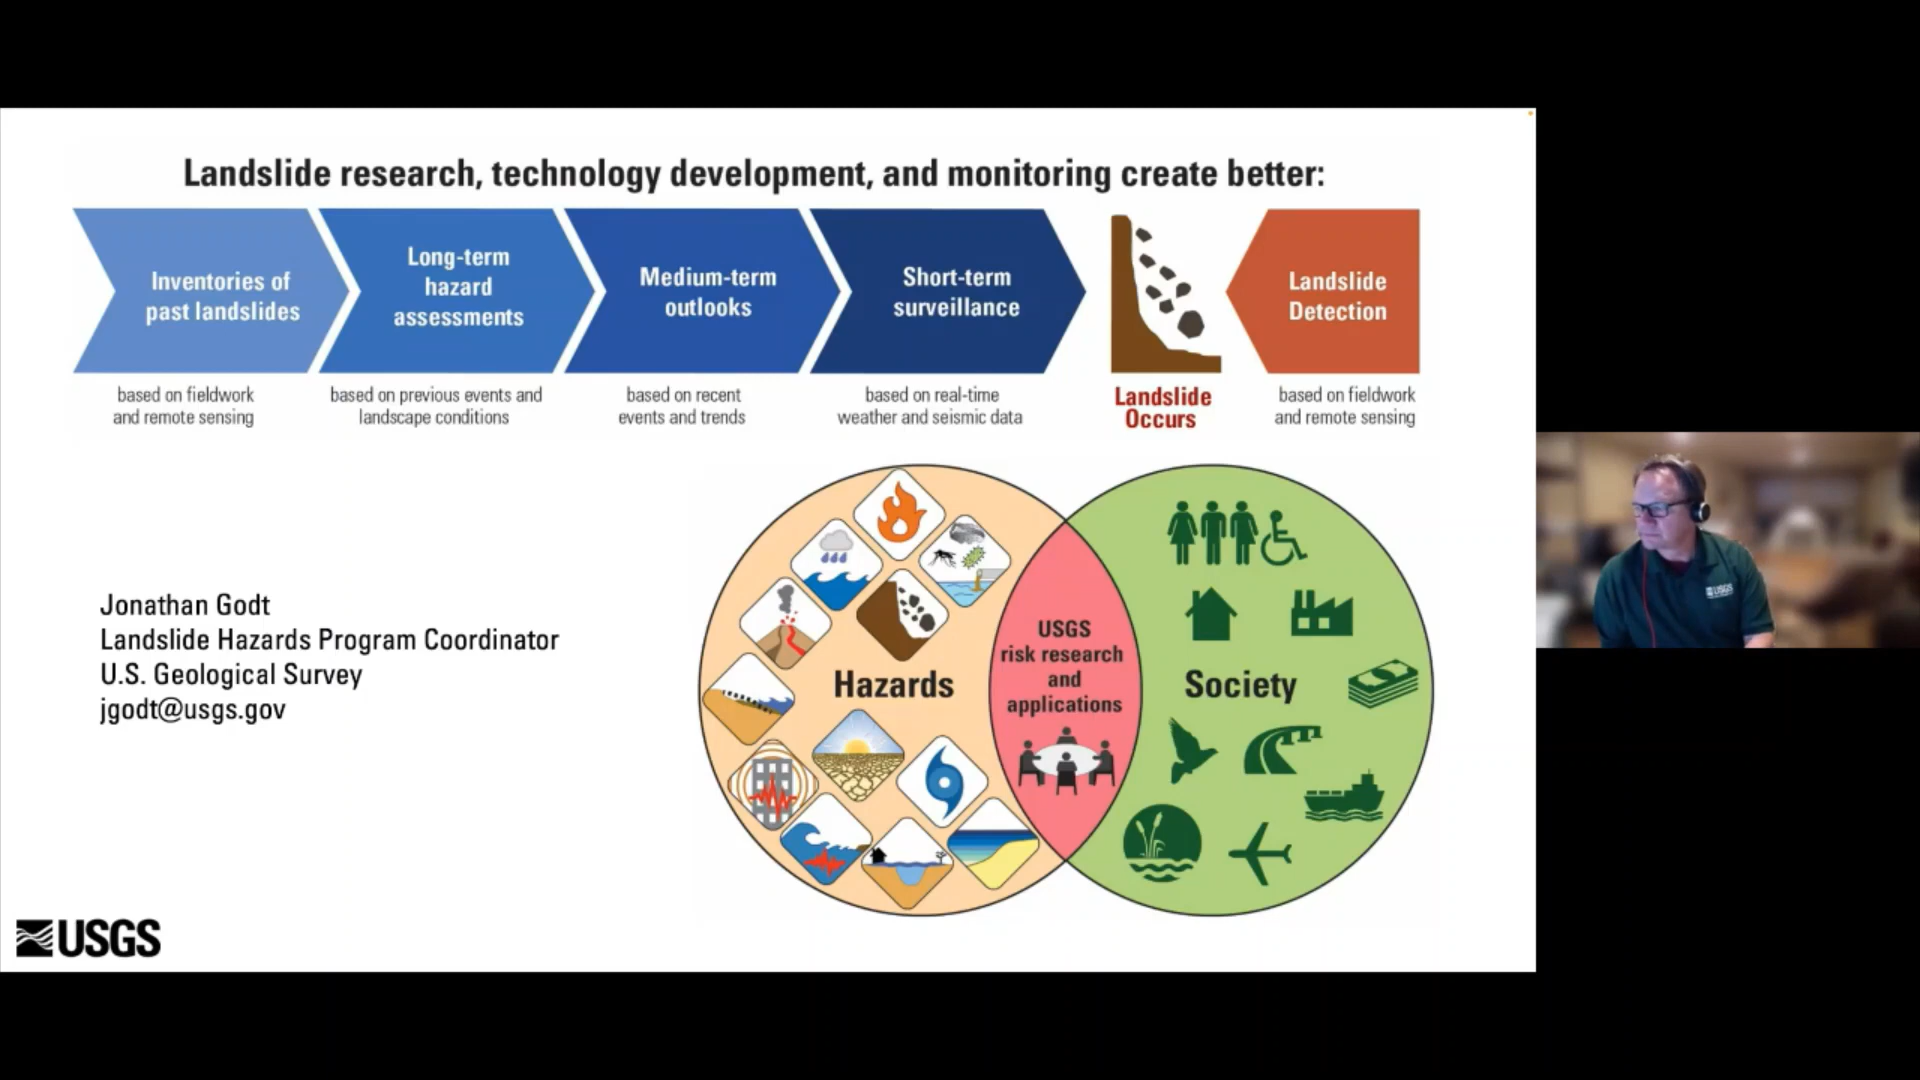 Landslide research, technology development, and monitoring create better:
Inventories of
past landslides
based on fieldwork
and remote sensing
Long-term
hazard
assessments
based on previous events and
landscape conditions
Medium-term
outlooks
based on recent
events and trends
Short-term
surveillance
based on real-time
weather and seismic data
Landslide
Occurs
Landslide
Detection
based on fieldwork
and remote sensing
Jonathan Godt
Landslide Hazards Program Coordinator
U.S. Geological Survey
jgodt@usgs.gov
Hazards
USGS
risk research
and
applications
Society
USGS
USGS